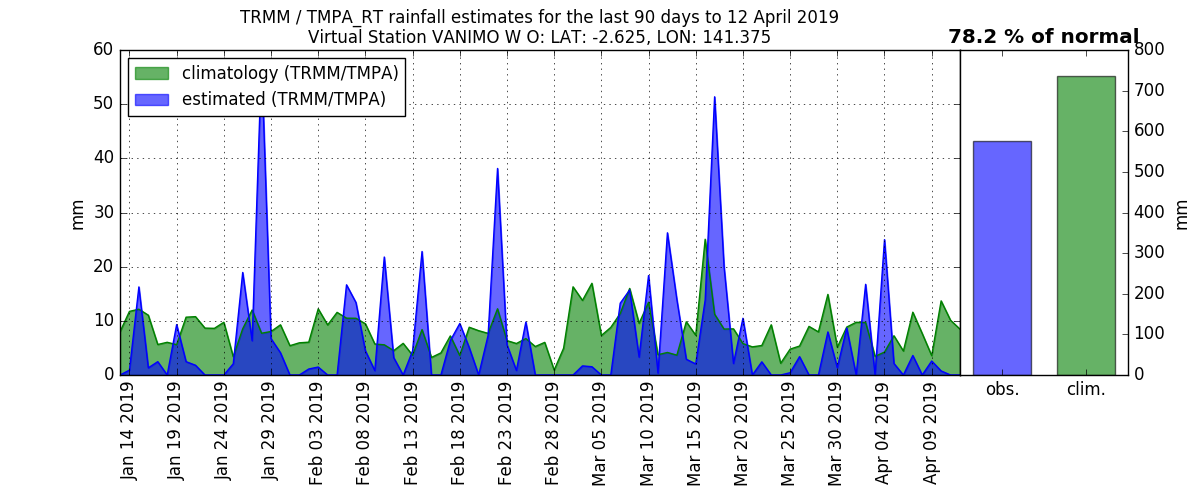 TRMM / TMPA_RT rainfall estimates for the last 90 days to 12 April 2019
Virtual Station VANIMO W O: LAT: -2.625, LON: 141.375
78.2 % of normal
climatology (TRMM/TMPA)
estimated (TRMM/TMPA)
60
50
40
30
20
10
0
mm
Jan 14 2019
Jan 19 2019
Jan 24 2019
Jan 29 2019
Feb 03 2019
Feb 08 2019
Feb 13 2019
Feb 18 2019
Feb 23 2019
Feb 28 2019
Mar 05 2019
Mar 10 2019
Mar 15 2019
Mar 20 2019
Mar 25 2019
Mar 30 2019
Apr 04 2019
Apr 09 2019
obs.
clim.
800
700
600
500
400
300
200
100
0
mm